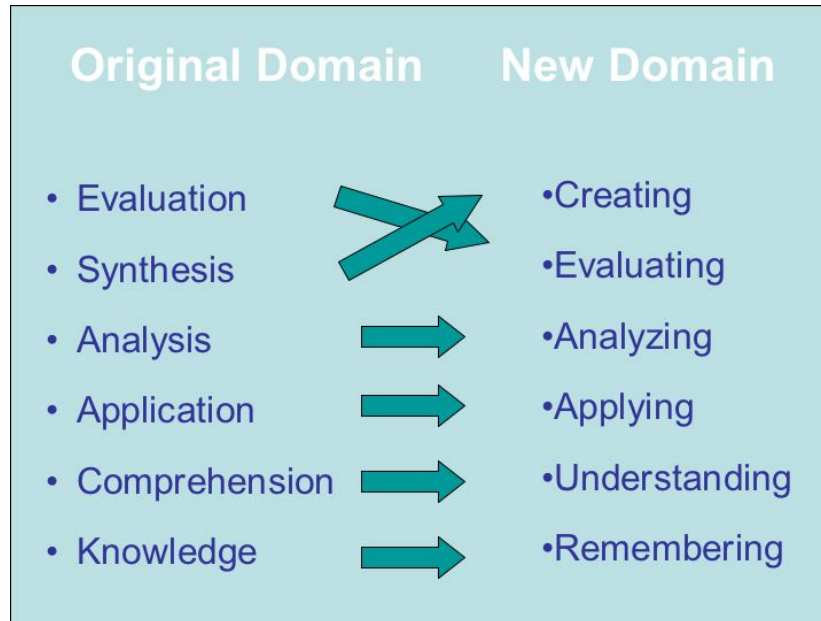 Original Domain New Domain
• Evaluation
• Synthesis
• Analysis
• Application
• Comprehension
• Knowledge
•Creating
•Evaluating
•Analyzing
•Applying
•Understanding
•Remembering